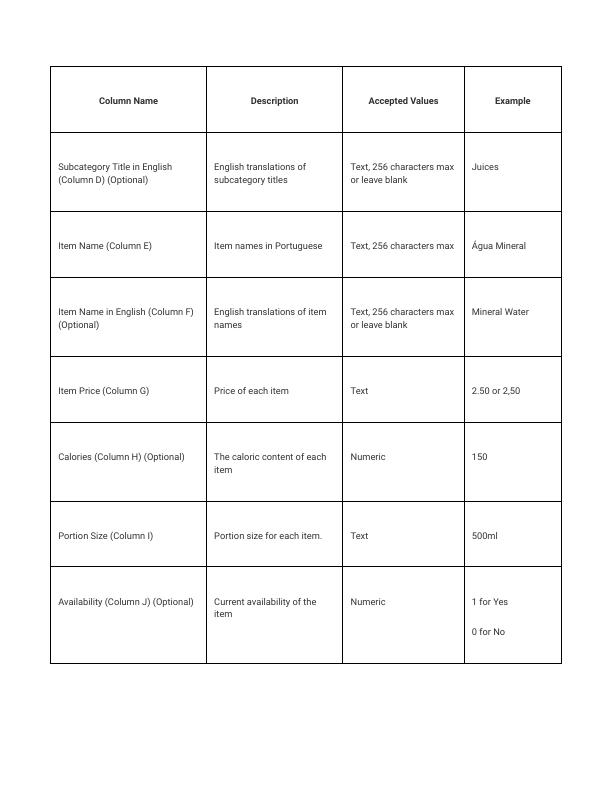 Column Name
Description
Accepted Values
Example
Subcategory Title in English
(Column D) (Optional)
English translations of
subcategory titles
Text, 256 characters max
or leave blank
Juices
Item Name (Column E)
Item names in Portuguese
Text, 256 characters max
Água Mineral
Item Name in English (Column F)
(Optional)
English translations of item
names
Text, 256 characters max
or leave blank
Mineral Water
Item Price (Column G)
Price of each item
Text
2.50 or 2,50
Calories (Column H) (Optional)
The caloric content of each
item
Numeric
150
Portion Size (Column I)
Portion size for each item.
Text
500ml
Availability (Column J) (Optional)
Current availability of the
item
Numeric
1 for Yes
0 for No